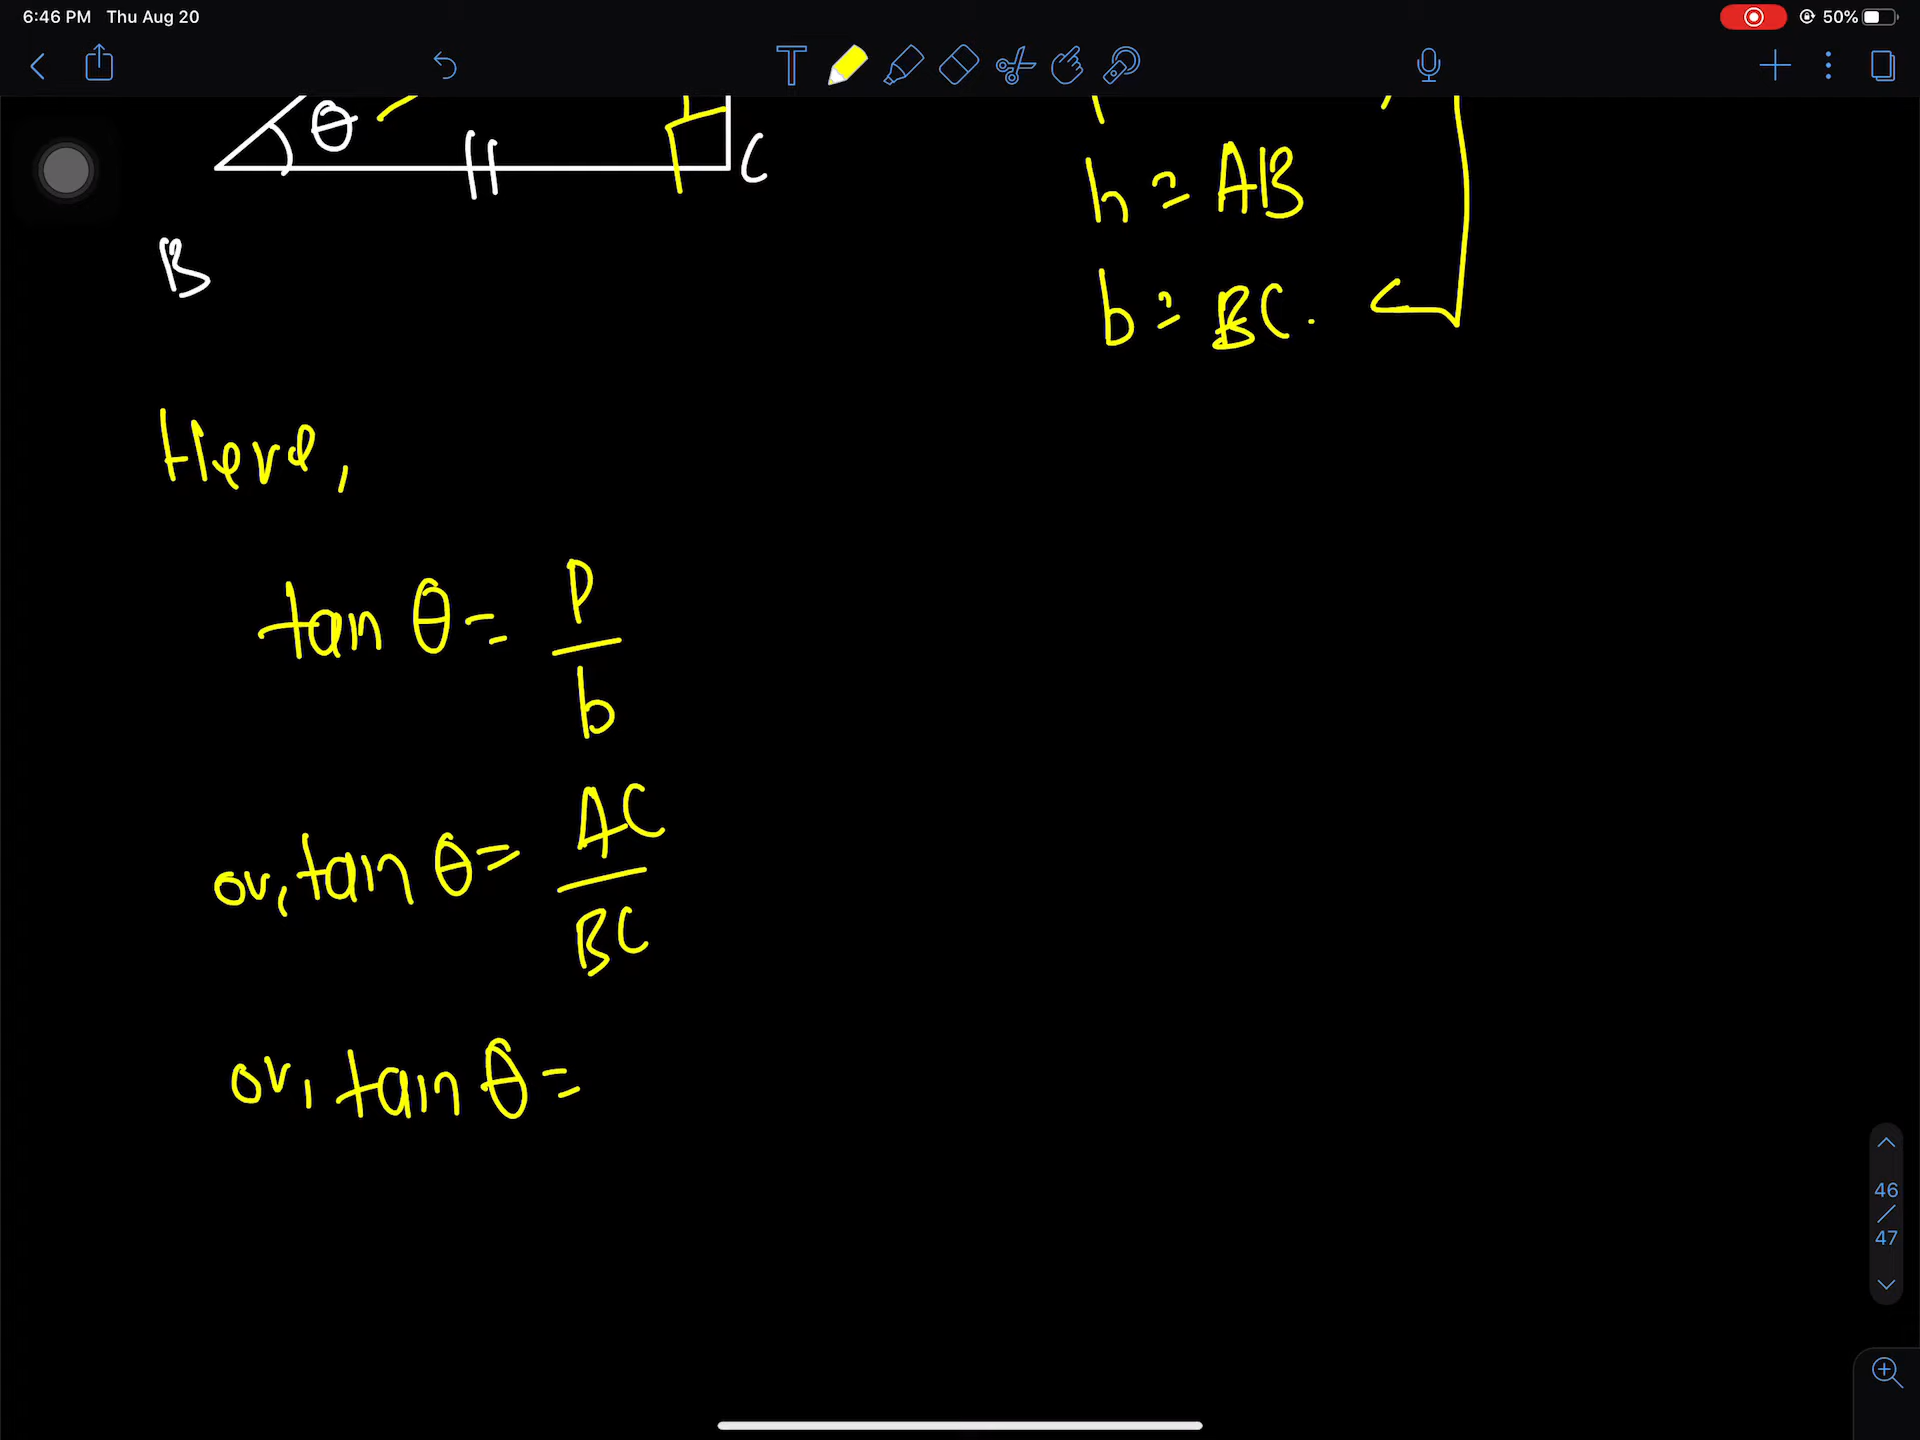 6:46 PM Thu Aug 20
50%
T
θ
C
B
h = AB
b = BC.
Here,
tan θ = P/b
or, tan θ = AC/BC
or, tan θ =
46
/
47